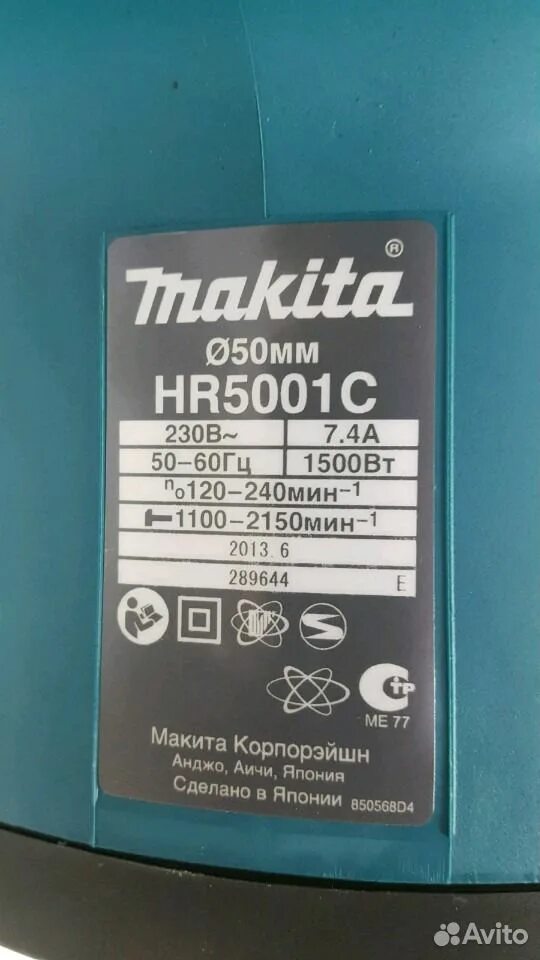 makita ®
Ø50мм
HR5001C
230В~ 7.4A
50–60Гц 1500Вт
n₀120–240мин⁻¹
1100–2150мин⁻¹
2013. 6
289644 E
ME 77
Макита Корпорэйшн
Анджо, Аичи, Япония
Сделано в Японии 850568D4
Avito